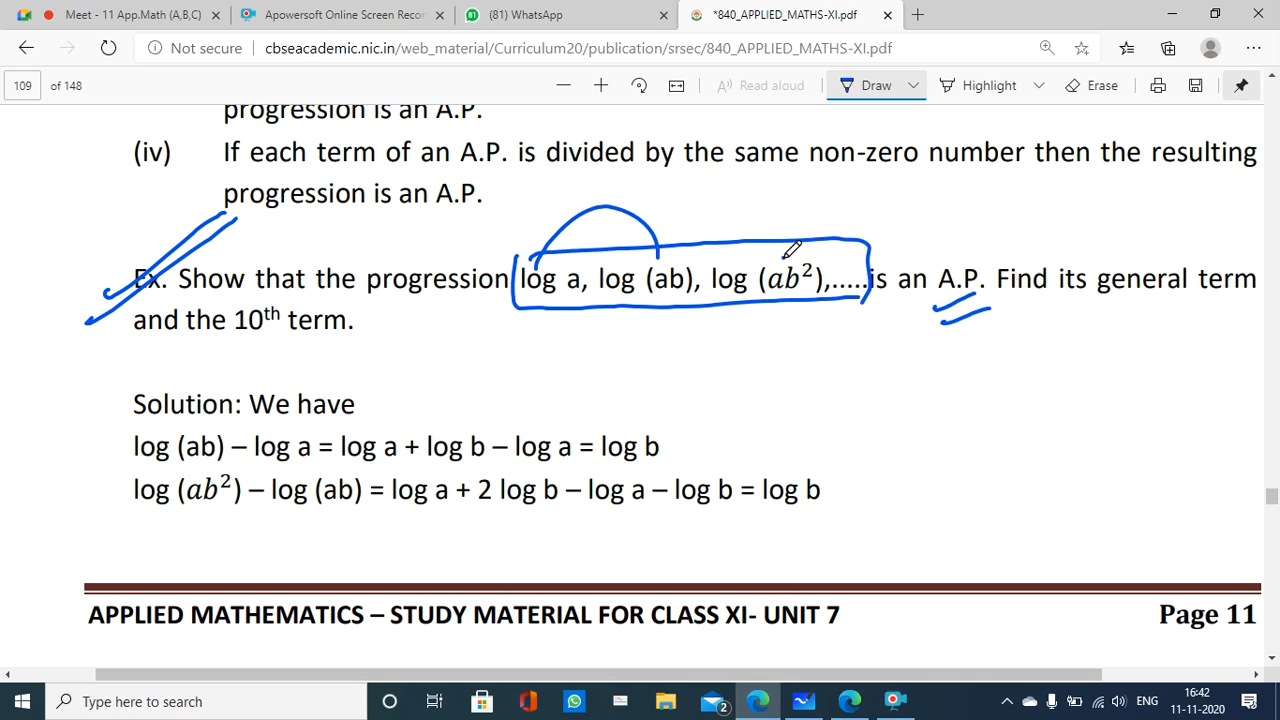 Meet - 11 App.Math (A,B,C)
Apowersoft Online Screen Recor
(81) WhatsApp
*840_APPLIED_MATHS-XI.pdf
Not secure | cbseacademic.nic.in/web_material/Curriculum20/publication/srsec/840_APPLIED_MATHS-XI.pdf
109 of 148
Read aloud
Draw
Highlight
Erase
progression is an A.P.
(iv) If each term of an A.P. is divided by the same non-zero number then the resulting
progression is an A.P.
Ex. Show that the progression log a, log (ab), log (ab²),.....is an A.P. Find its general term
and the 10th term.
Solution: We have
log (ab) – log a = log a + log b – log a = log b
log (ab²) – log (ab) = log a + 2 log b – log a – log b = log b
APPLIED MATHEMATICS – STUDY MATERIAL FOR CLASS XI- UNIT 7 Page 11
Type here to search
2
ENG
16:42
11-11-2020